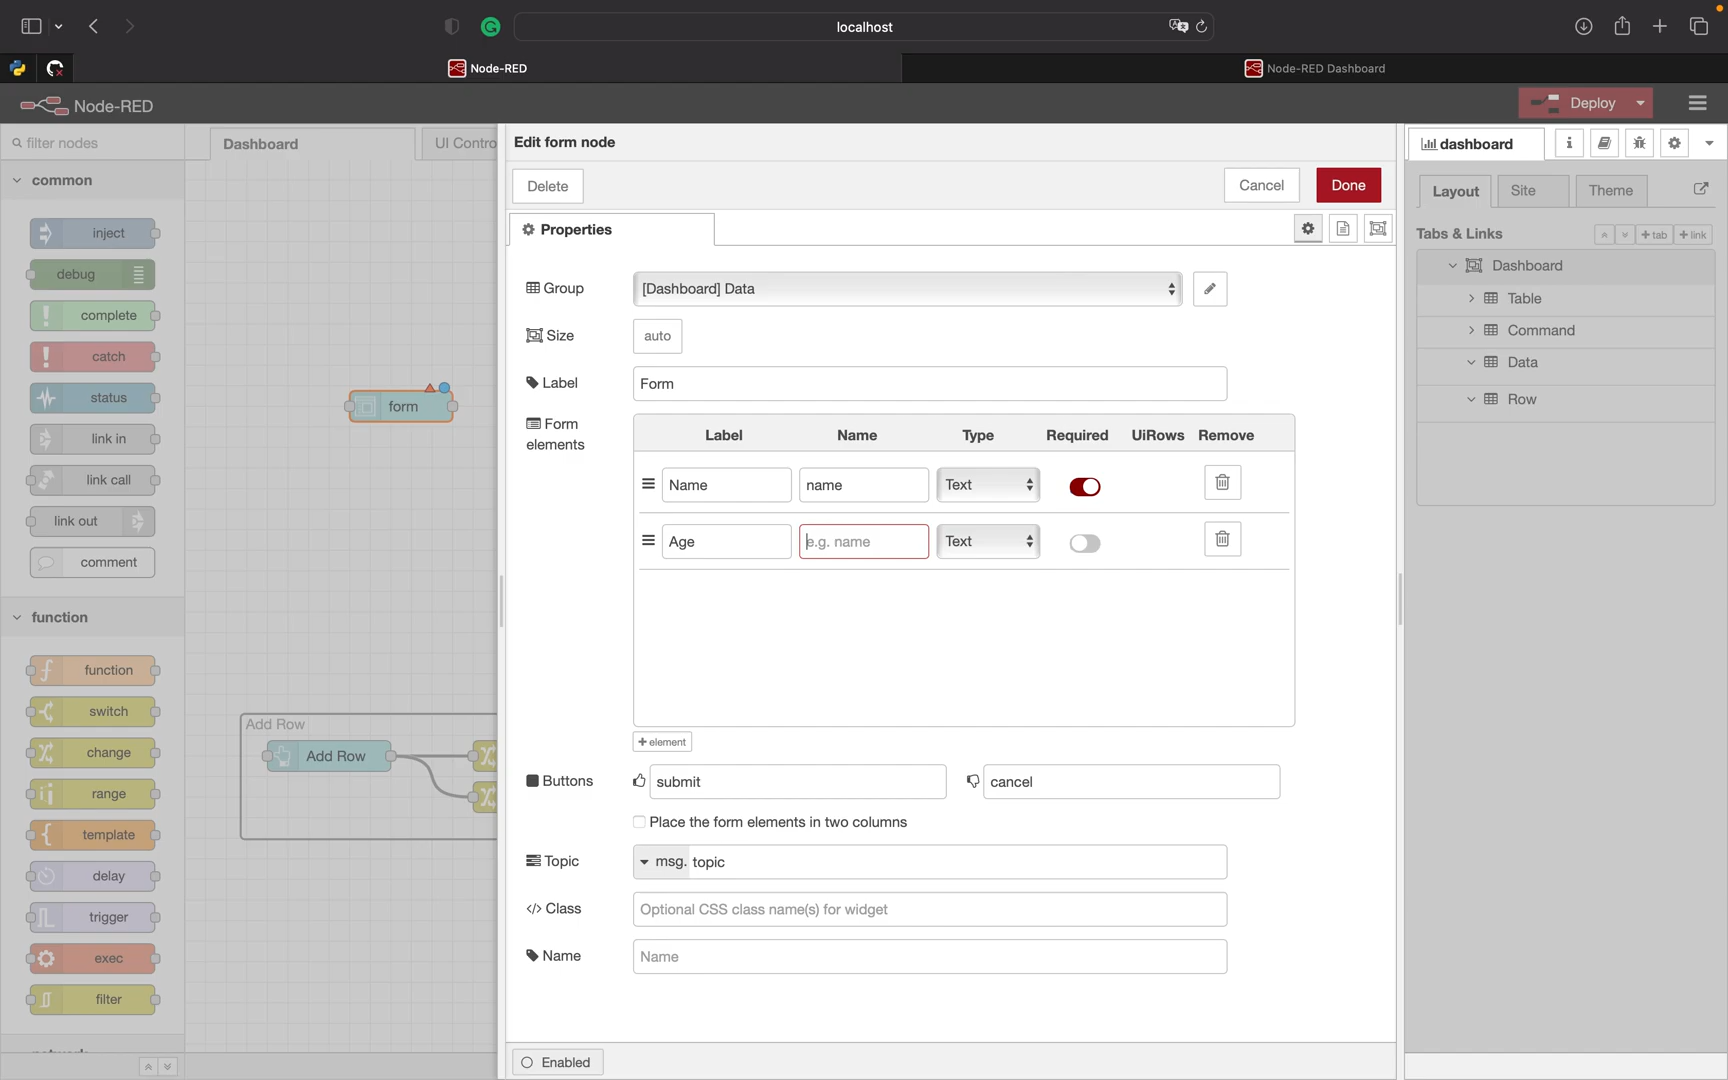 localhost
Node-RED
Node-RED Dashboard
Node-RED
Deploy
filter nodes
common
inject
debug
complete
catch
status
link in
link call
link out
comment
function
function
switch
change
range
template
delay
trigger
exec
filter
Dashboard
UI Contro
form
Add Row
Add Row
Edit form node
Delete
Cancel
Done
Properties
Group
[Dashboard] Data
Size
auto
Label
Form
Form
elements
Label Name Type Required UiRows Remove
Name name Text
Age e.g. name Text
+element
Buttons
submit
cancel
Place the form elements in two columns
Topic
msg. topic
</> Class
Optional CSS class name(s) for widget
Name
Name
Enabled
dashboard
i
Layout
Site
Theme
Tabs & Links
+tab
+link
Dashboard
Table
Command
Data
Row